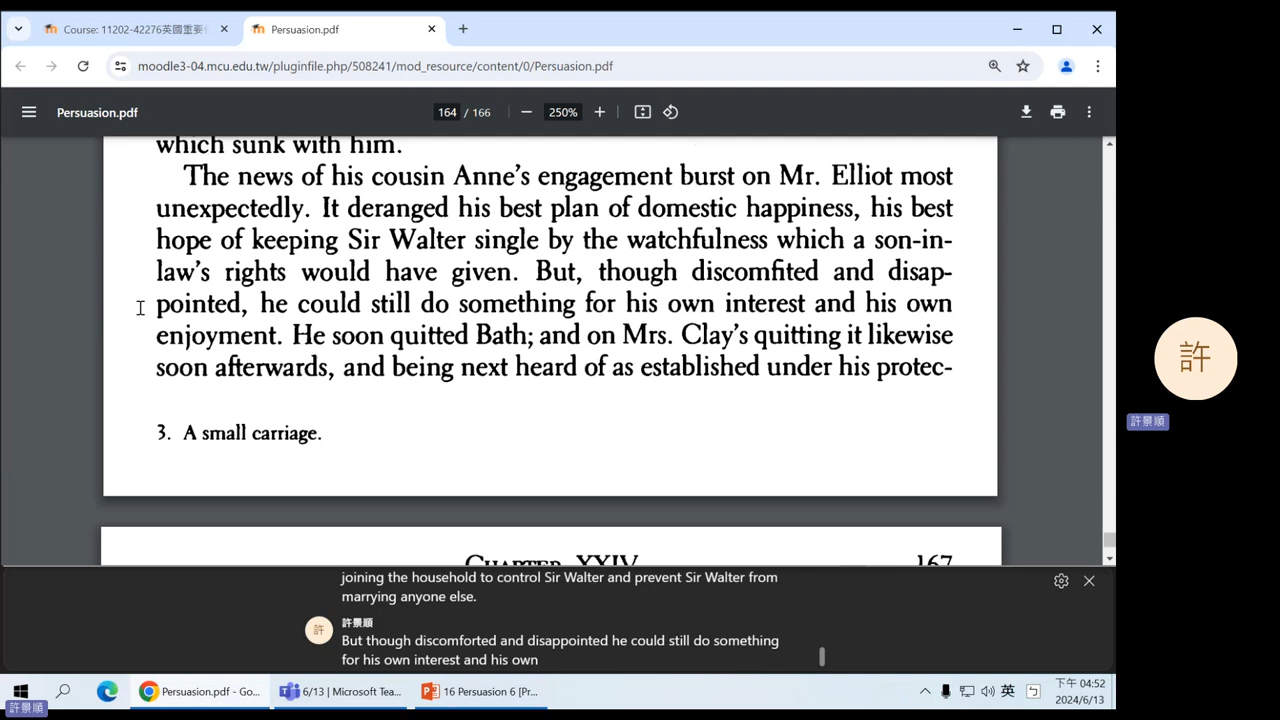 Course: 11202-42276英國重要
Persuasion.pdf
moodle3-04.mcu.edu.tw/pluginfile.php/508241/mod_resource/content/0/Persuasion.pdf
Persuasion.pdf
164 / 166
250%
which sunk with him.
The news of his cousin Anne's engagement burst on Mr. Elliot most
unexpectedly. It deranged his best plan of domestic happiness, his best
hope of keeping Sir Walter single by the watchfulness which a son-in-
law's rights would have given. But, though discomfited and disap-
pointed, he could still do something for his own interest and his own
enjoyment. He soon quitted Bath; and on Mrs. Clay's quitting it likewise
soon afterwards, and being next heard of as established under his protec-
3. A small carriage.
CHAPTER XXIV
167
許
許景順
joining the household to control Sir Walter and prevent Sir Walter from
marrying anyone else.
許
許景順
But though discomforted and disappointed he could still do something
for his own interest and his own
Persuasion.pdf - Go...
6/13 | Microsoft Tea...
16 Persuasion 6 [Pr...
英
下午 04:52
2024/6/13
許景順